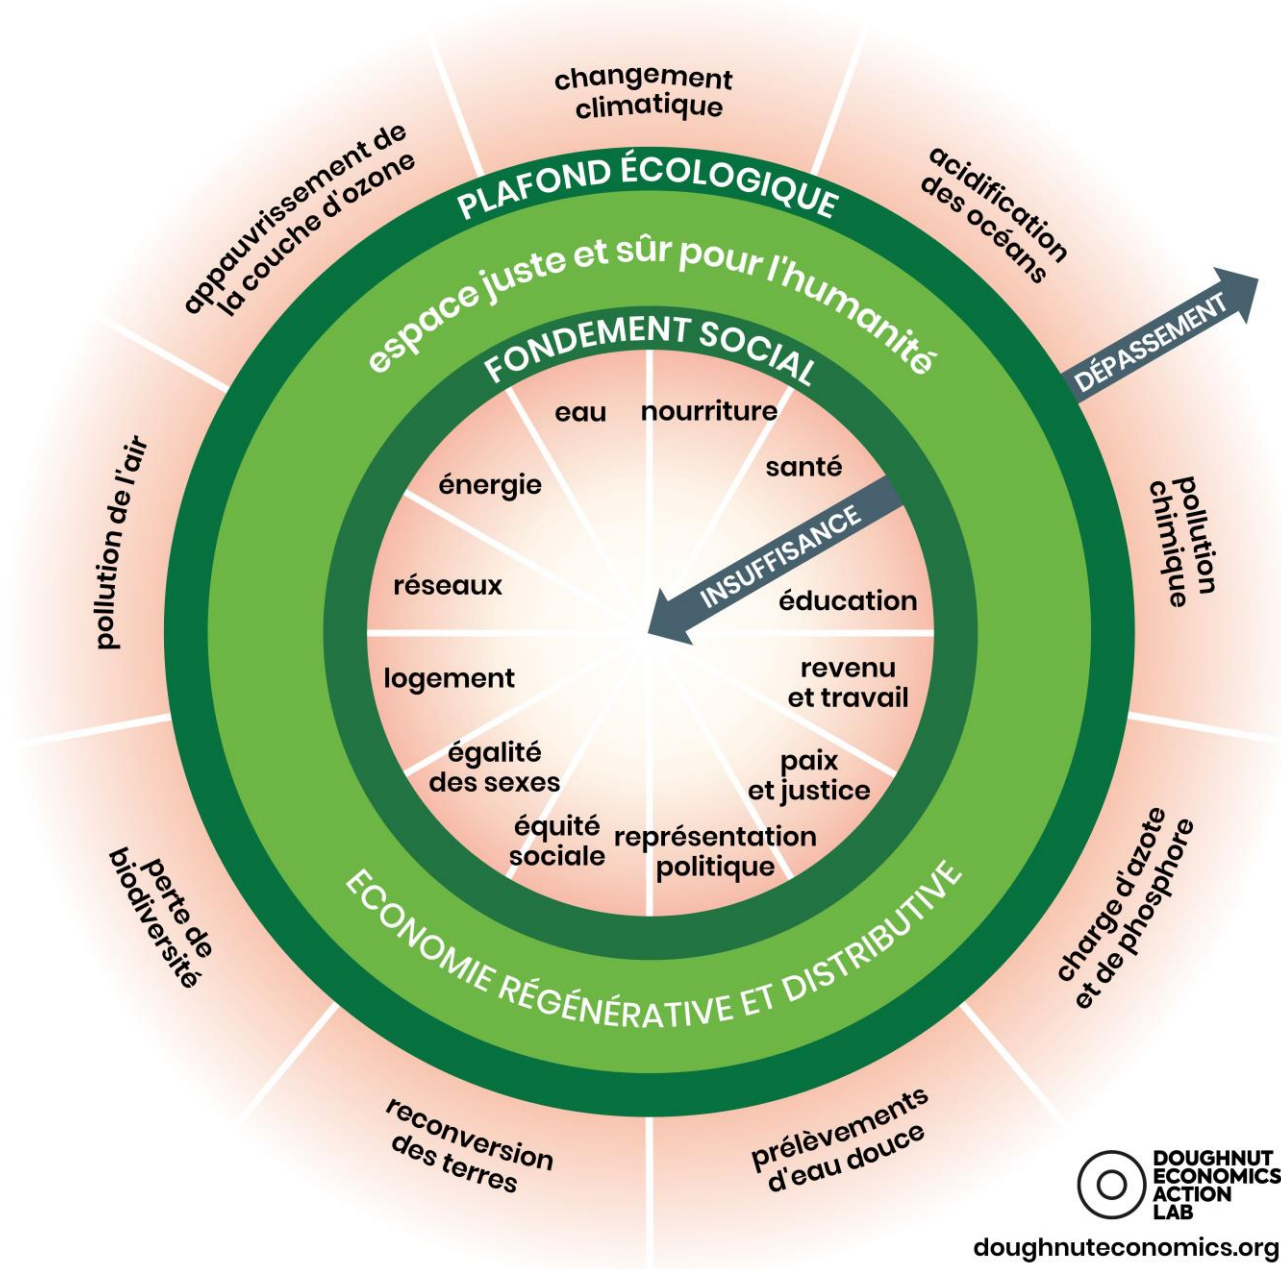 changement
climatique
acidification
des océans
pollution
chimique
charge d'azote
et de phosphore
prélèvements
d'eau douce
reconversion
des terres
perte de
biodiversité
pollution de l'air
appauvrissement de
la couche d'ozone
PLAFOND ÉCOLOGIQUE
espace juste et sûr pour l'humanité
FONDEMENT SOCIAL
DÉPASSEMENT
eau
nourriture
santé
INSUFFISANCE
éducation
revenu
et travail
paix
et justice
représentation
politique
équité
sociale
égalité
des sexes
logement
réseaux
énergie
ECONOMIE RÉGÉNÉRATIVE ET DISTRIBUTIVE
DOUGHNUT
ECONOMICS
ACTION
LAB
doughnuteconomics.org